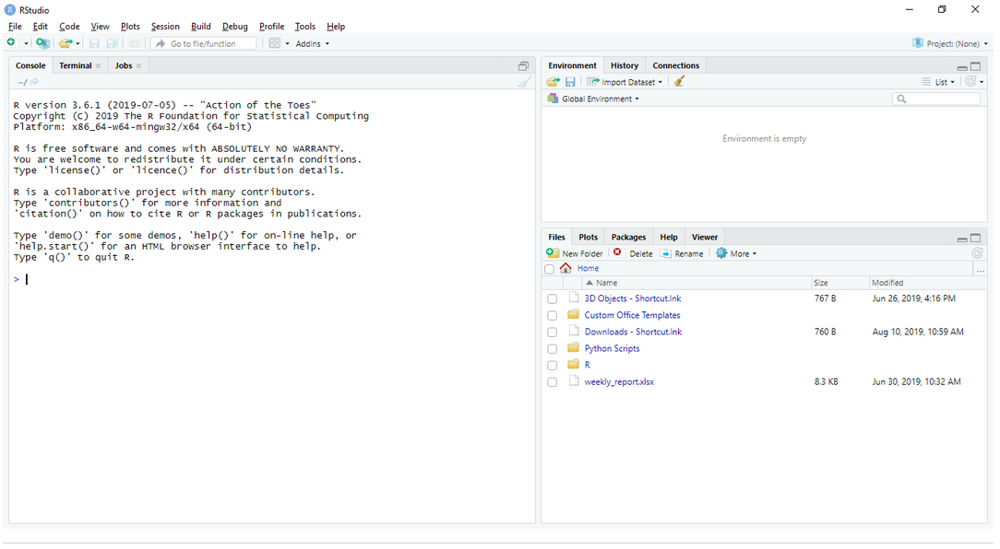 RStudio
File Edit Code View Plots Session Build Debug Profile Tools Help
Go to file/function Addins Project: (None)
Console Terminal Jobs
~/
R version 3.6.1 (2019-07-05) -- "Action of the Toes"
Copyright (C) 2019 The R Foundation for Statistical Computing
Platform: x86_64-w64-mingw32/x64 (64-bit)
R is free software and comes with ABSOLUTELY NO WARRANTY.
You are welcome to redistribute it under certain conditions.
Type 'license()' or 'licence()' for distribution details.
R is a collaborative project with many contributors.
Type 'contributors()' for more information and
'citation()' on how to cite R or R packages in publications.
Type 'demo()' for some demos, 'help()' for on-line help, or
'help.start()' for an HTML browser interface to help.
Type 'q()' to quit R.
>
Environment History Connections
Import Dataset List
Global Environment
Environment is empty
Files Plots Packages Help Viewer
New Folder Delete Rename More
Home ...
Name Size Modified
3D Objects - Shortcut.lnk 767 B Jun 26, 2019, 4:16 PM
Custom Office Templates
Downloads - Shortcut.lnk 760 B Aug 10, 2019, 10:59 AM
Python Scripts
R
weekly_report.xlsx 8.3 KB Jun 30, 2019, 10:32 AM